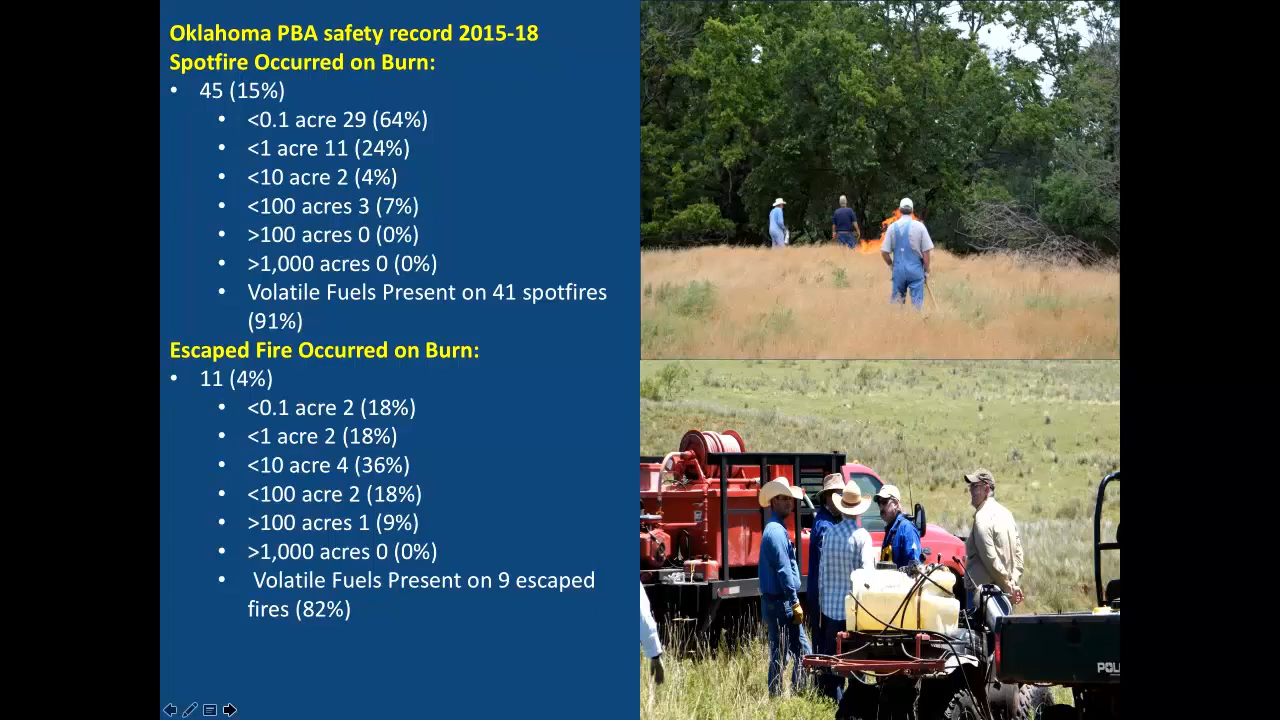 Oklahoma PBA safety record 2015-18
Spotfire Occurred on Burn:
• 45 (15%)
• <0.1 acre 29 (64%)
• <1 acre 11 (24%)
• <10 acre 2 (4%)
• <100 acres 3 (7%)
• >100 acres 0 (0%)
• >1,000 acres 0 (0%)
• Volatile Fuels Present on 41 spotfires
(91%)
Escaped Fire Occurred on Burn:
• 11 (4%)
• <0.1 acre 2 (18%)
• <1 acre 2 (18%)
• <10 acre 4 (36%)
• <100 acre 2 (18%)
• >100 acres 1 (9%)
• >1,000 acres 0 (0%)
• Volatile Fuels Present on 9 escaped
fires (82%)